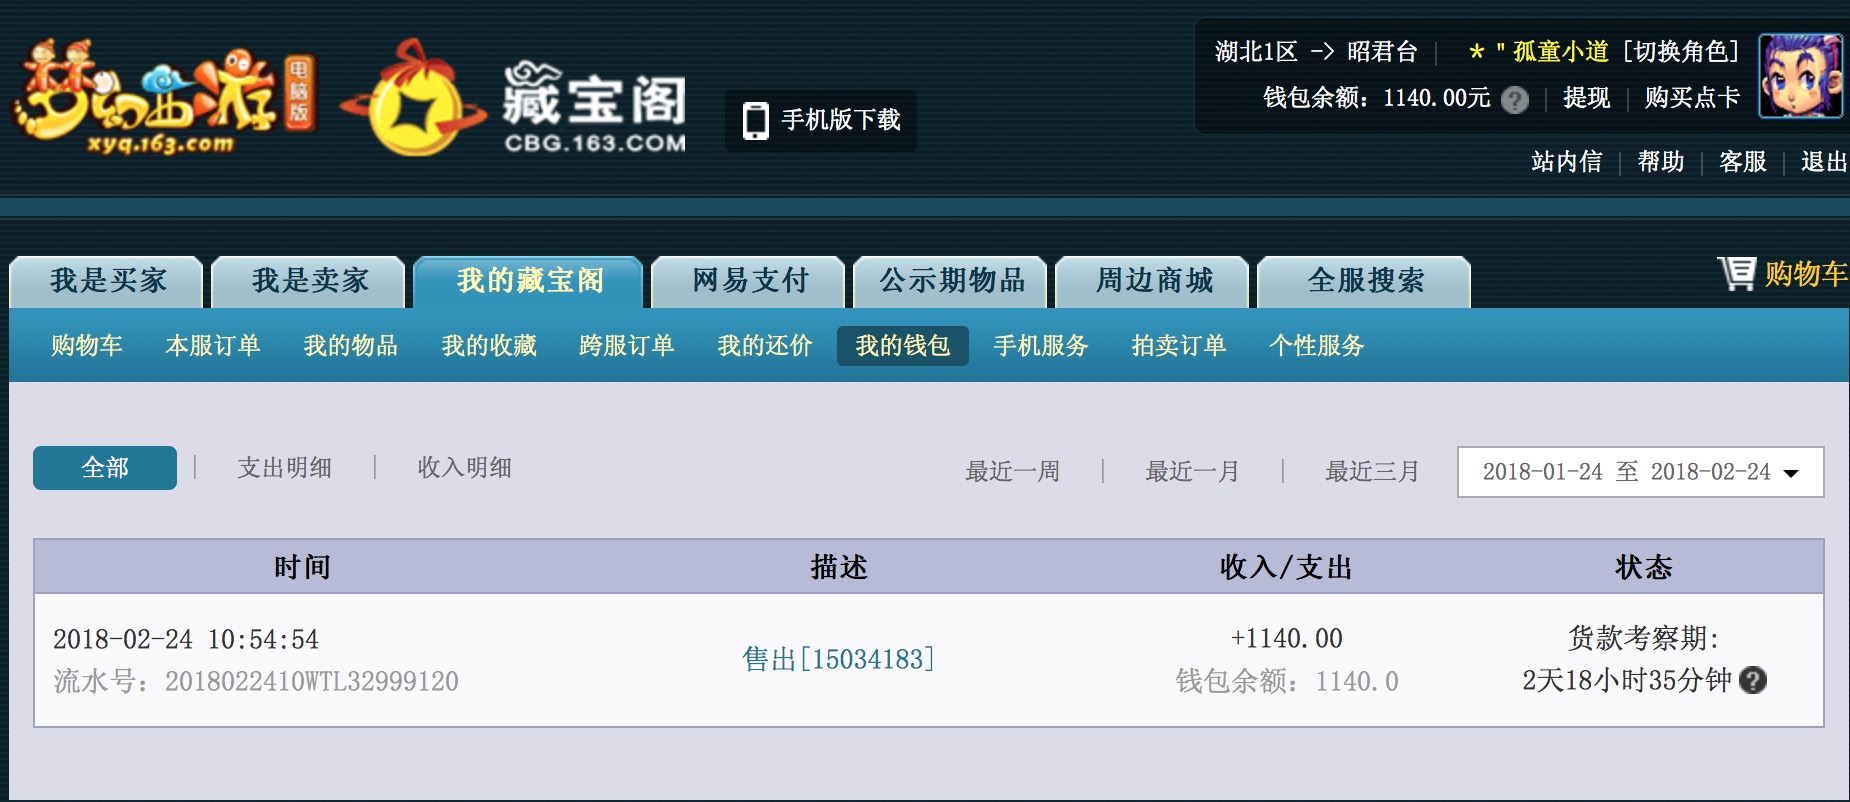 梦幻西游 电脑版
xyq.163.com
藏宝阁
CBG.163.COM
手机版下载
湖北1区 -> 昭君台 | * " 孤童小道 [切换角色]
钱包余额：1140.00元 ? | 提现 | 购买点卡
站内信 | 帮助 | 客服 | 退出
我是买家 我是卖家 我的藏宝阁 网易支付 公示期物品 周边商城 全服搜索 购物车
购物车 本服订单 我的物品 我的收藏 跨服订单 我的还价 我的钱包 手机服务 拍卖订单 个性服务
全部 | 支出明细 | 收入明细 最近一周 | 最近一月 | 最近三月 2018-01-24 至 2018-02-24
时间 描述 收入/支出 状态
2018-02-24 10:54:54 +1140.00 货款考察期:
售出[15034183]
流水号：2018022410WTL32999120 钱包余额：1140.0 2天18小时35分钟 ?